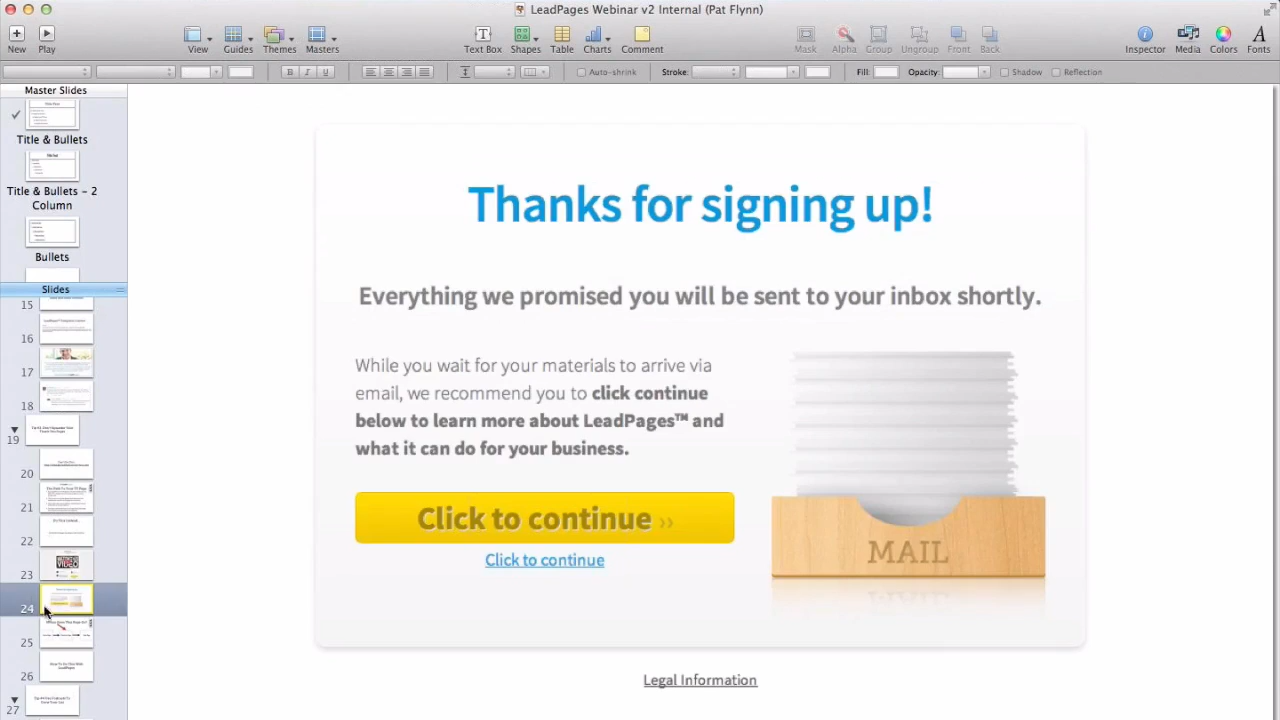 LeadPages Webinar v2 Internal (Pat Flynn)
New Play View Guides Themes Masters Text Box Shapes Table Charts Comment Mask Alpha Group Ungroup Front Back Inspector Media Colors Fonts
B I U Auto-shrink Stroke: Fill: Opacity: Shadow Reflection
Master Slides
Title & Bullets
Title & Bullets – 2
Column
Bullets
Slides
15
16
17
18
19
20
21
22
23
24
25
26
27
Thanks for signing up!
Everything we promised you will be sent to your inbox shortly.
While you wait for your materials to arrive via
email, we recommend you to click continue
below to learn more about LeadPages™ and
what it can do for your business.
Click to continue ››
Click to continue
MAIL
Legal Information